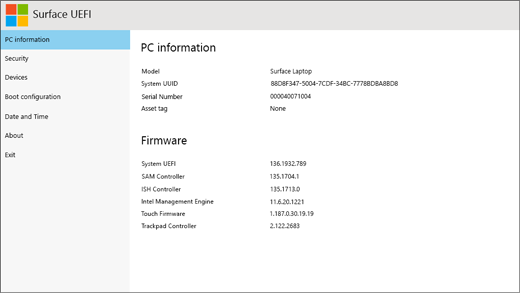 Surface UEFI
PC information
Security
Devices
Boot configuration
Date and Time
About
Exit
PC information
Model Surface Laptop
System UUID 88D8F347-5004-7CDF-34BC-7778BDBA8BD8
Serial Number 000040071004
Asset tag None
Firmware
System UEFI 136.1932.789
SAM Controller 135.1704.1
ISH Controller 135.1713.0
Intel Management Engine 11.6.20.1221
Touch Firmware 1.187.0.30.19.19
Trackpad Controller 2.122.2683